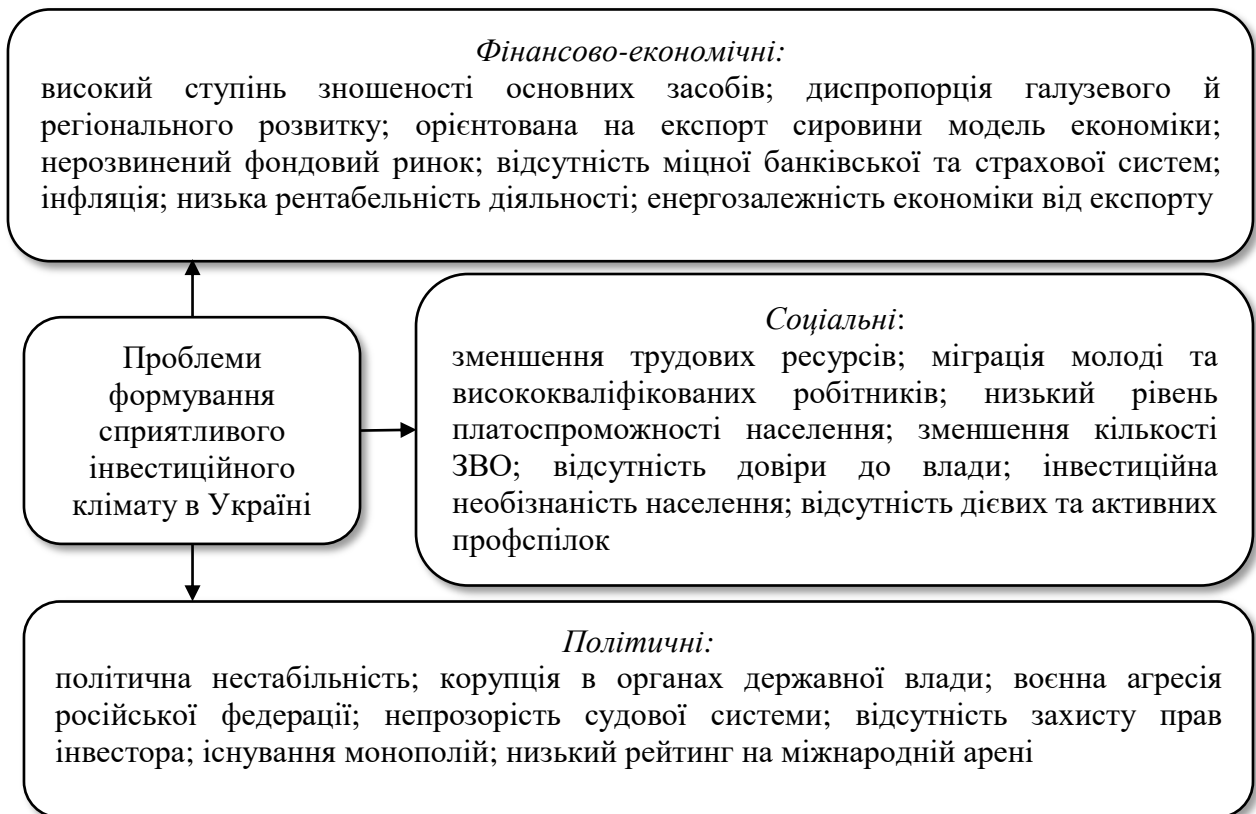 Фінансово-економічні:
високий ступінь зношеності основних засобів; диспропорція галузевого й
регіонального розвитку; орієнтована на експорт сировини модель економіки;
нерозвинений фондовий ринок; відсутність міцної банківської та страхової систем;
інфляція; низька рентабельність діяльності; енергозалежність економіки від експорту
Проблеми
формування
сприятливого
інвестиційного
клімату в Україні
Соціальні:
зменшення трудових ресурсів; міграція молоді та
висококваліфікованих робітників; низький рівень
платоспроможності населення; зменшення кількості
ЗВО; відсутність довіри до влади; інвестиційна
необізнаність населення; відсутність дієвих та активних
профспілок
Політичні:
політична нестабільність; корупція в органах державної влади; воєнна агресія
російської федерації; непрозорість судової системи; відсутність захисту прав
інвестора; існування монополій; низький рейтинг на міжнародній арені